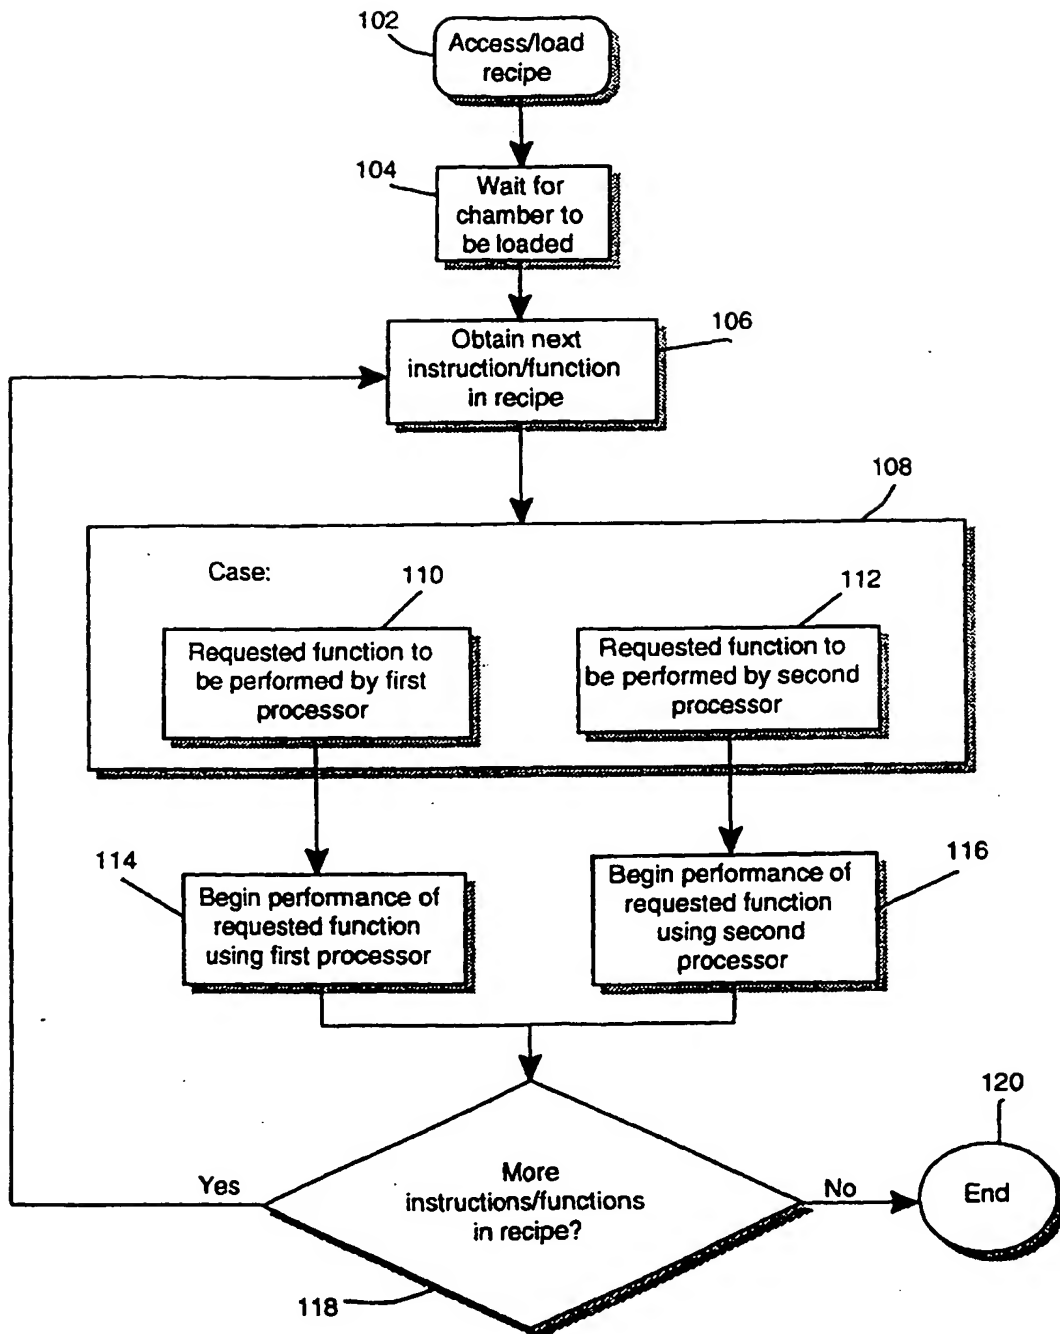 102
Access/load
recipe
104
Wait for
chamber to
be loaded
106
Obtain next
instruction/function
in recipe
108
Case:
110
112
Requested function to
be performed by first
processor
Requested function to
be performed by second
processor
114
Begin performance of
requested function
using first processor
116
Begin performance of
requested function
using second
processor
118
More
instructions/functions
in recipe?
Yes
No
120
End